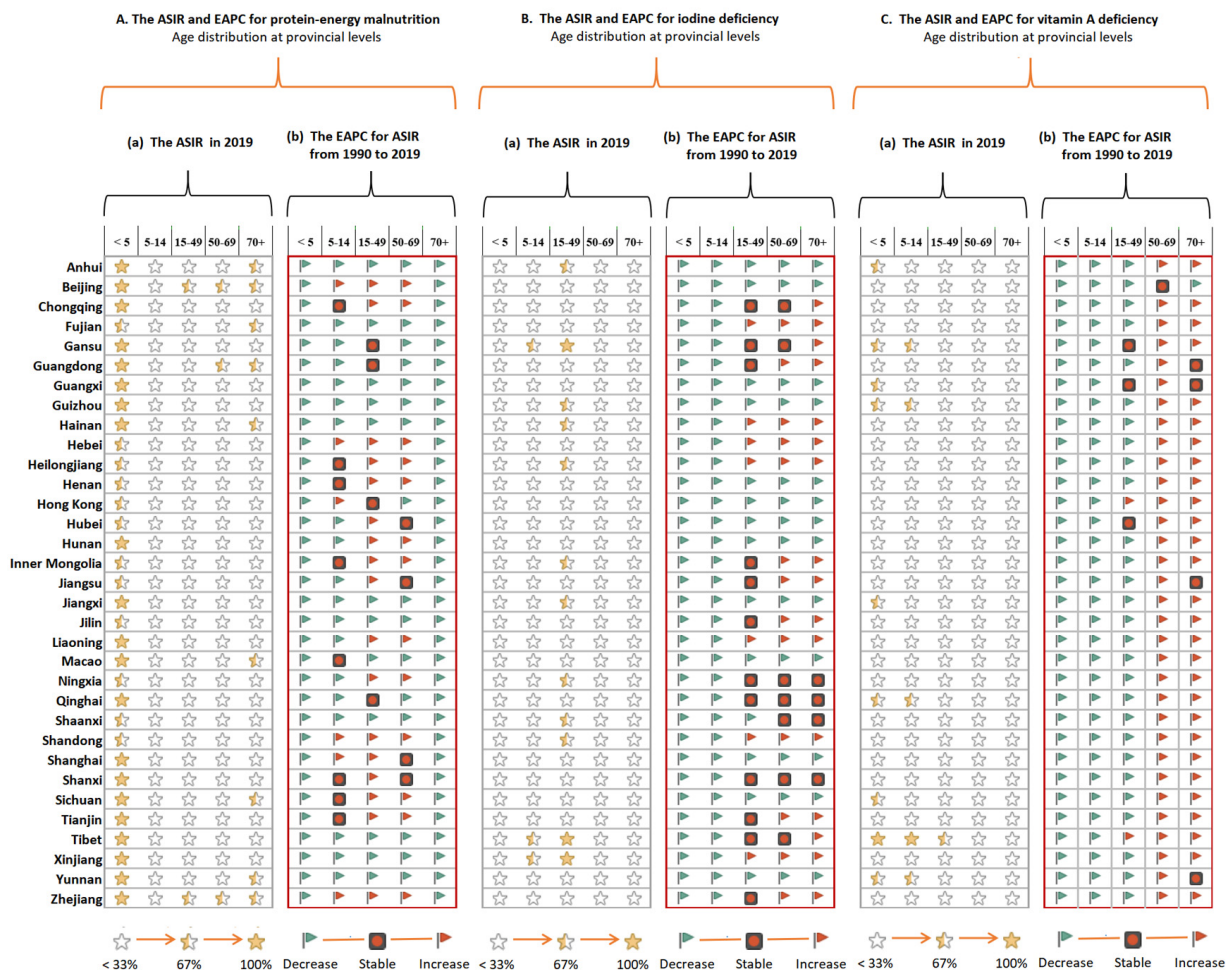 A. The ASIR and EAPC for protein-energy malnutrition
Age distribution at provincial levels
B. The ASIR and EAPC for iodine deficiency
Age distribution at provincial levels
C. The ASIR and EAPC for vitamin A deficiency
Age distribution at provincial levels
(a) The ASIR in 2019
(b) The EAPC for ASIR
from 1990 to 2019
(a) The ASIR in 2019
(b) The EAPC for ASIR
from 1990 to 2019
(a) The ASIR in 2019
(b) The EAPC for ASIR
from 1990 to 2019
< 5 5-14 15-49 50-69 70+ < 5 5-14 15-49 50-69 70+ < 5 5-14 15-49 50-69 70+ < 5 5-14 15-49 50-69 70+ < 5 5-14 15-49 50-69 70+ < 5 5-14 15-49 50-69 70+
Anhui
Beijing
Chongqing
Fujian
Gansu
Guangdong
Guangxi
Guizhou
Hainan
Hebei
Heilongjiang
Henan
Hong Kong
Hubei
Hunan
Inner Mongolia
Jiangsu
Jiangxi
Jilin
Liaoning
Macao
Ningxia
Qinghai
Shaanxi
Shandong
Shanghai
Shanxi
Sichuan
Tianjin
Tibet
Xinjiang
Yunnan
Zhejiang
< 33% 67% 100% Decrease Stable Increase < 33% 67% 100% Decrease Stable Increase < 33% 67% 100% Decrease Stable Increase